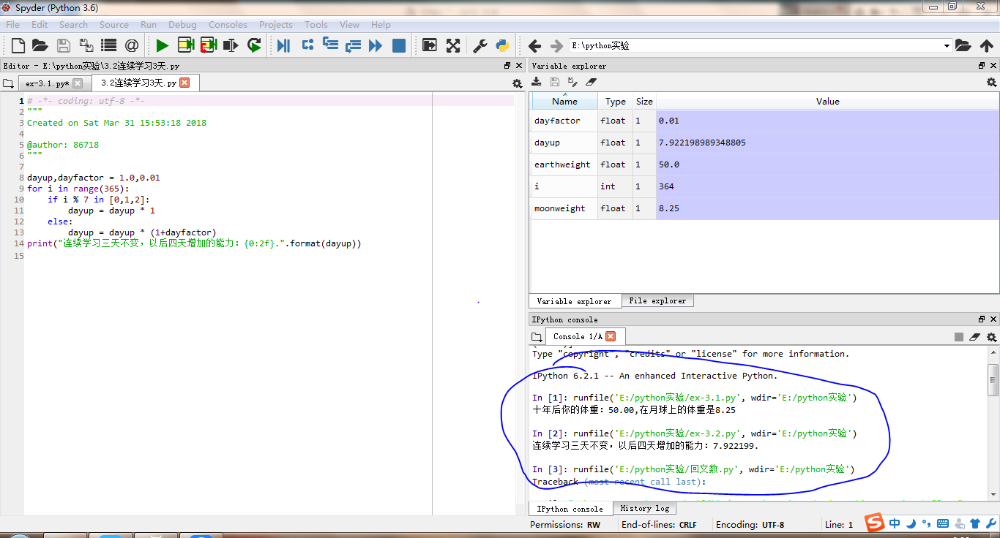 Spyder (Python 3.6)
File Edit Search Source Run Debug Consoles Projects Tools View Help
E:\python实验
Editor - E:\python实验\3.2连续学习3天.py
ex-3.1.py* 3.2连续学习3天.py
1 # -*- coding: utf-8 -*-
2 """
3 Created on Sat Mar 31 15:53:18 2018
4
5 @author: 86718
6 """
7
8 dayup,dayfactor = 1.0,0.01
9 for i in range(365):
10 if i % 7 in [0,1,2]:
11 dayup = dayup * 1
12 else:
13 dayup = dayup * (1+dayfactor)
14 print("连续学习三天不变，以后四天增加的能力：{0:2f}.".format(dayup))
15
Variable explorer
Name Type Size Value
dayfactor float 1 0.01
dayup float 1 7.922198989348805
earthweight float 1 50.0
i int 1 364
moonweight float 1 8.25
Variable explorer File explorer
IPython console
Console 1/A
Type "copyright", "credits" or "license" for more information.
IPython 6.2.1 -- An enhanced Interactive Python.
In [1]: runfile('E:/python实验/ex-3.1.py', wdir='E:/python实验')
十年后你的体重：50.00,在月球上的体重是8.25
In [2]: runfile('E:/python实验/ex-3.2.py', wdir='E:/python实验')
连续学习三天不变，以后四天增加的能力：7.922199.
In [3]: runfile('E:/python实验/回文数.py', wdir='E:/python实验')
Traceback (most recent call last):
IPython console History log
Permissions: RW End-of-lines: CRLF Encoding: UTF-8 Line: 1
S 中